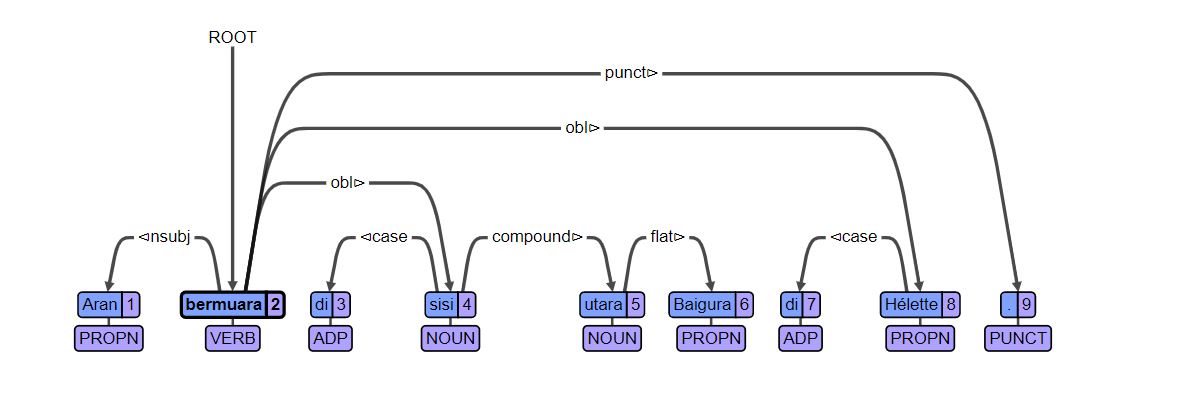 ROOT
punct▻
obl▻
obl▻
◅nsubj ◅case compound▻ flat▻ ◅case
Aran 1 bermuara 2 di 3 sisi 4 utara 5 Baigura 6 di 7 Hélette 8 . 9
PROPN VERB ADP NOUN NOUN PROPN ADP PROPN PUNCT